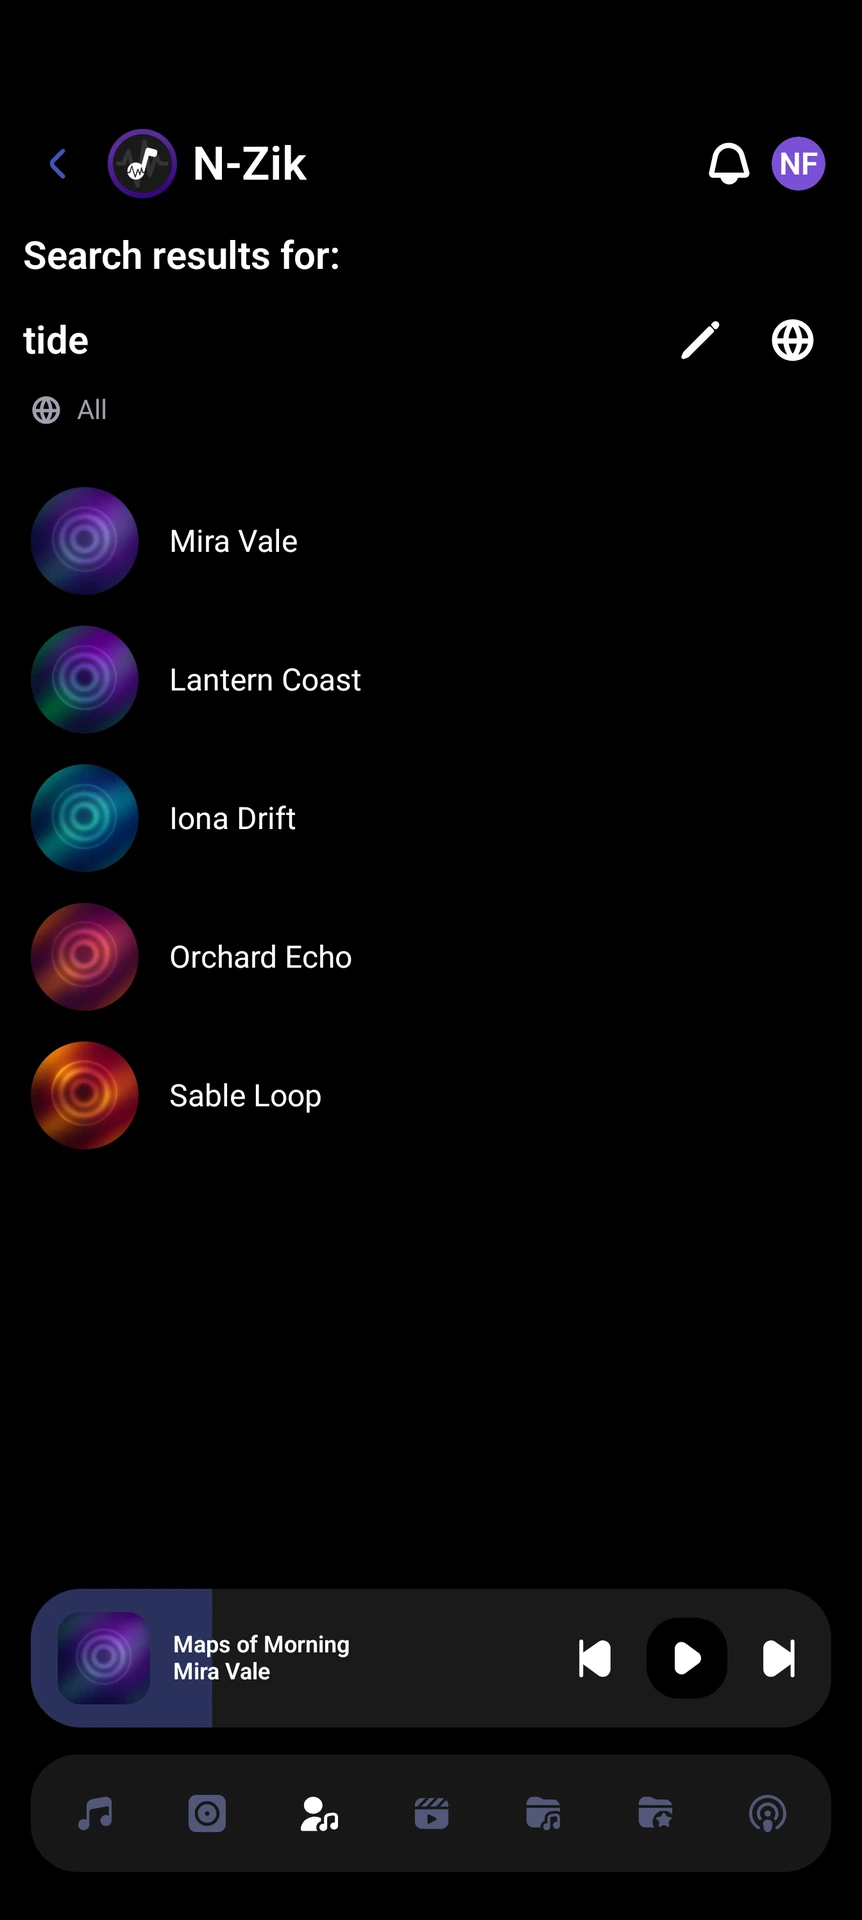 N-Zik
NF
Search results for:
tide
All
Mira Vale
Lantern Coast
Iona Drift
Orchard Echo
Sable Loop
Maps of Morning
Mira Vale